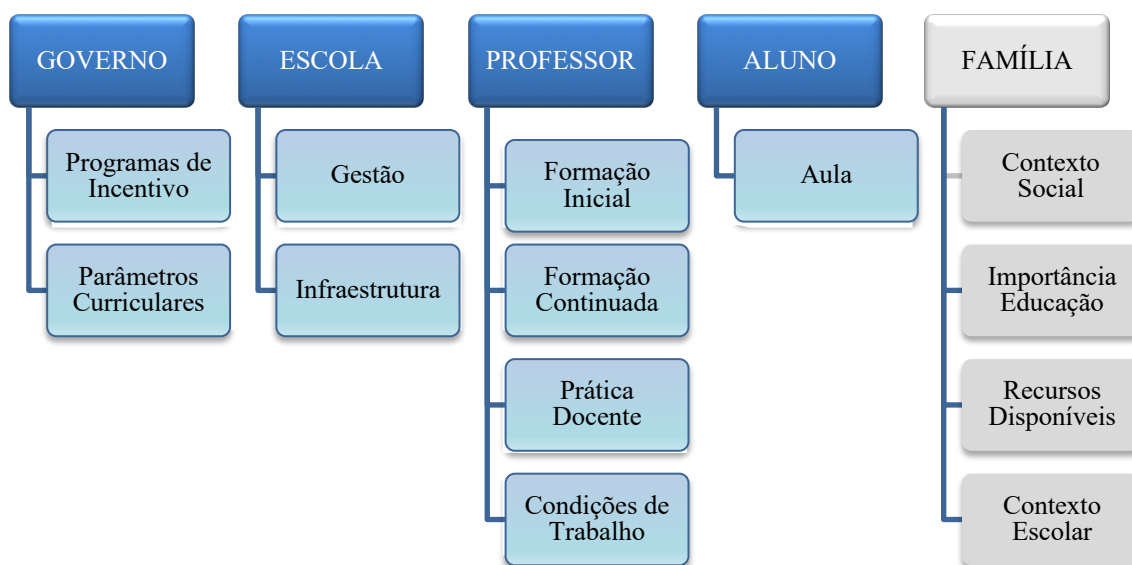 GOVERNO
Programas de
Incentivo
Parâmetros
Curriculares
ESCOLA
Gestão
Infraestrutura
PROFESSOR
Formação
Inicial
Formação
Continuada
Prática
Docente
Condições de
Trabalho
ALUNO
Aula
FAMÍLIA
Contexto
Social
Importância
Educação
Recursos
Disponíveis
Contexto
Escolar